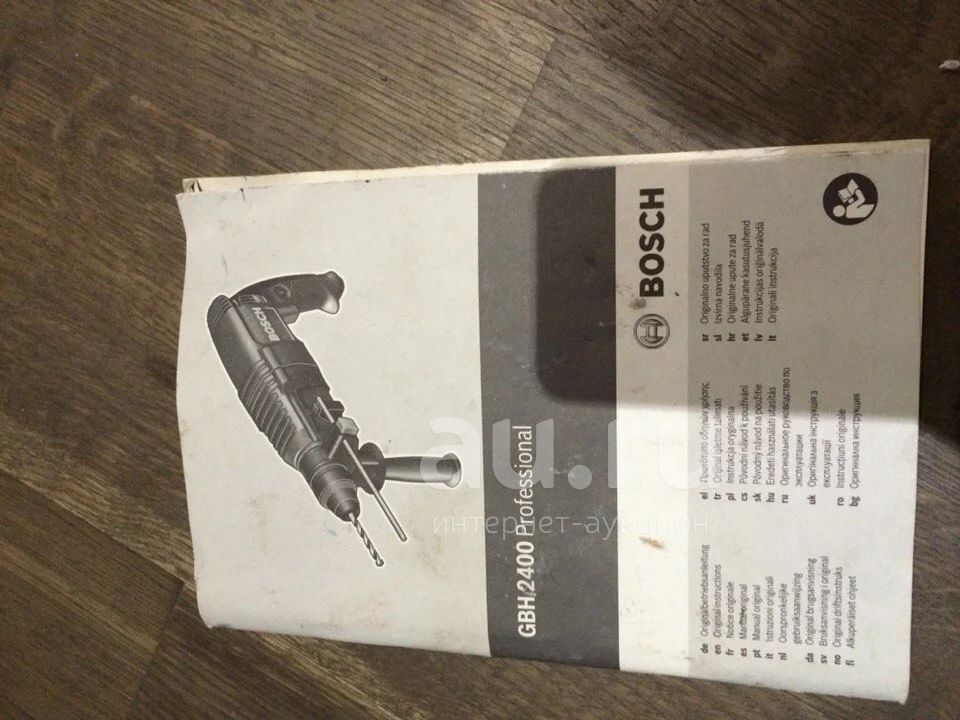 BOSCH
GBH 2400 Professional
BOSCH
de Originalbetriebsanleitung
en Original instructions
fr Notice originale
es Manual original
pt Manual original
it Istruzioni originali
nl Oorspronkelijke
gebruiksaanwijzing
da Original brugsanvisning
sv Bruksanvisning i original
no Original driftsinstruks
fi Alkuperäiset ohjeet
el Πρωτότυπο οδηγιών χρήσης
tr Orijinal işletme talimatı
pl Instrukcja oryginalna
cs Původní návod k používání
sk Pôvodný návod na použitie
hu Eredeti használati utasítás
ru Оригинальное руководство по
эксплуатации
uk Оригінальна інструкція з
експлуатації
ro Instrucțiuni originale
bg Оригинална инструкция
sr Originalno uputstvo za rad
sl Izvirna navodila
hr Originalne upute za rad
et Algupärane kasutusjuhend
lv Instrukcijas oriģinālvalodā
lt Originali instrukcija
au.ru
интернет-аукцион